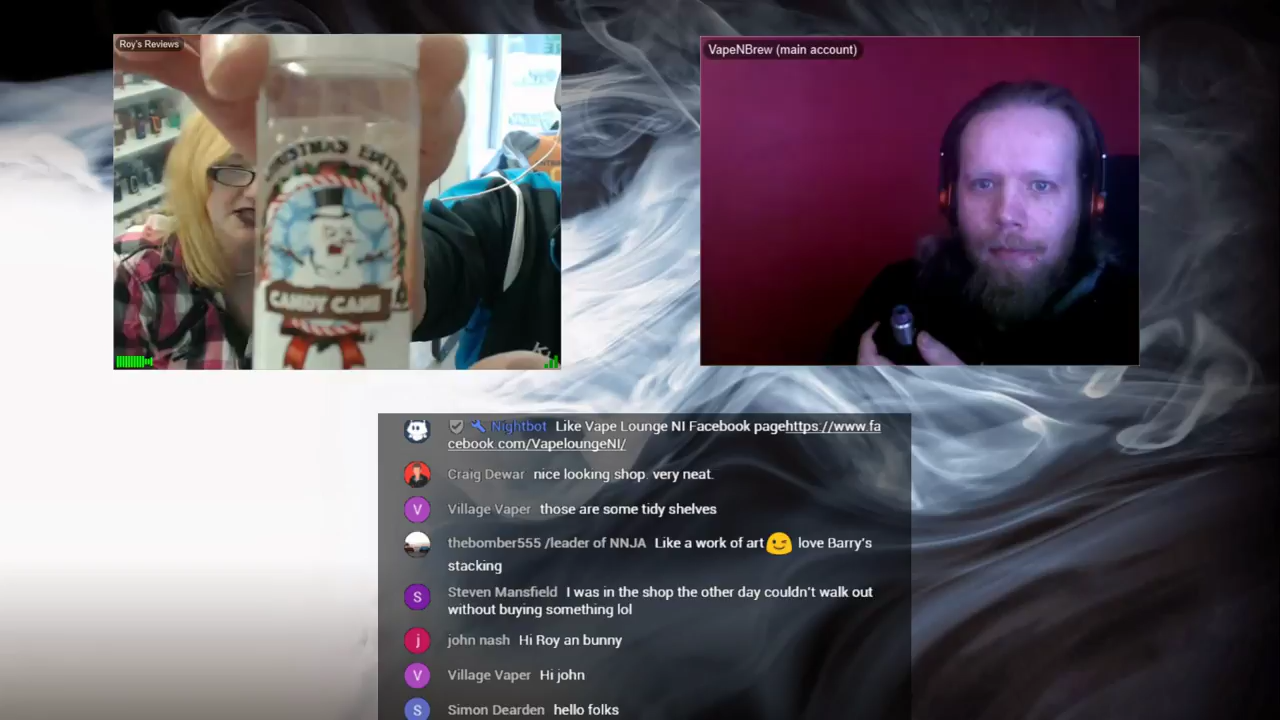 Roy's Reviews
VapeNBrew (main account)
CANDY CANE
Nightbot Like Vape Lounge NI Facebook pagehttps://www.fa
cebook.com/VapeloungeNI/
Craig Dewar nice looking shop. very neat.
Village Vaper those are some tidy shelves
thebomber555 /leader of NNJA Like a work of art😉 love Barry's
stacking
Steven Mansfield I was in the shop the other day couldn't walk out
without buying something lol
john nash Hi Roy an bunny
Village Vaper Hi john
Simon Dearden hello folks